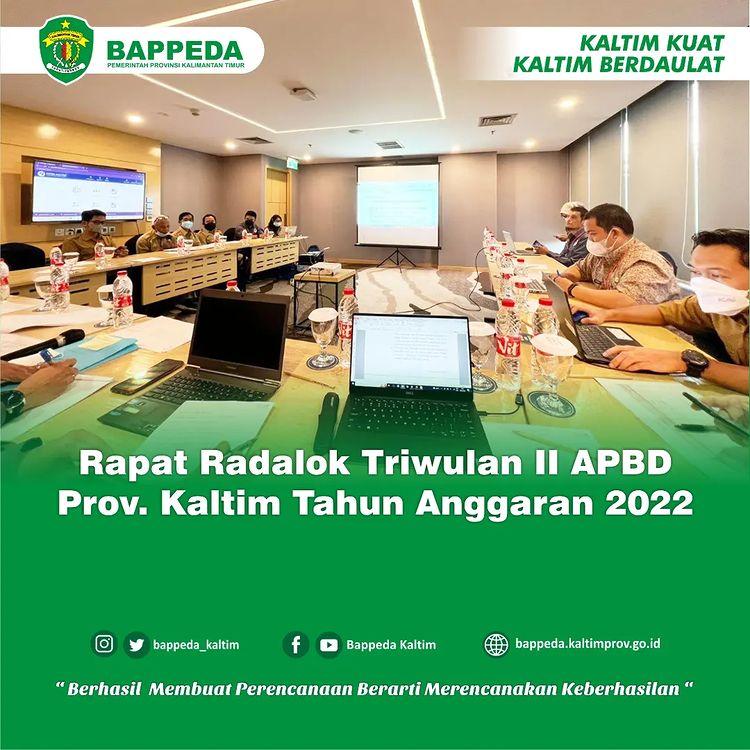 BAPPEDA
PEMERINTAH PROVINSI KALIMANTAN TIMUR
KALTIM KUAT
KALTIM BERDAULAT
Rapat Radalok Triwulan II APBD
Prov. Kaltim Tahun Anggaran 2022
bappeda_kaltim
Bappeda Kaltim
bappeda.kaltimprov.go.id
“ Berhasil Membuat Perencanaan Berarti Merencanakan Keberhasilan “